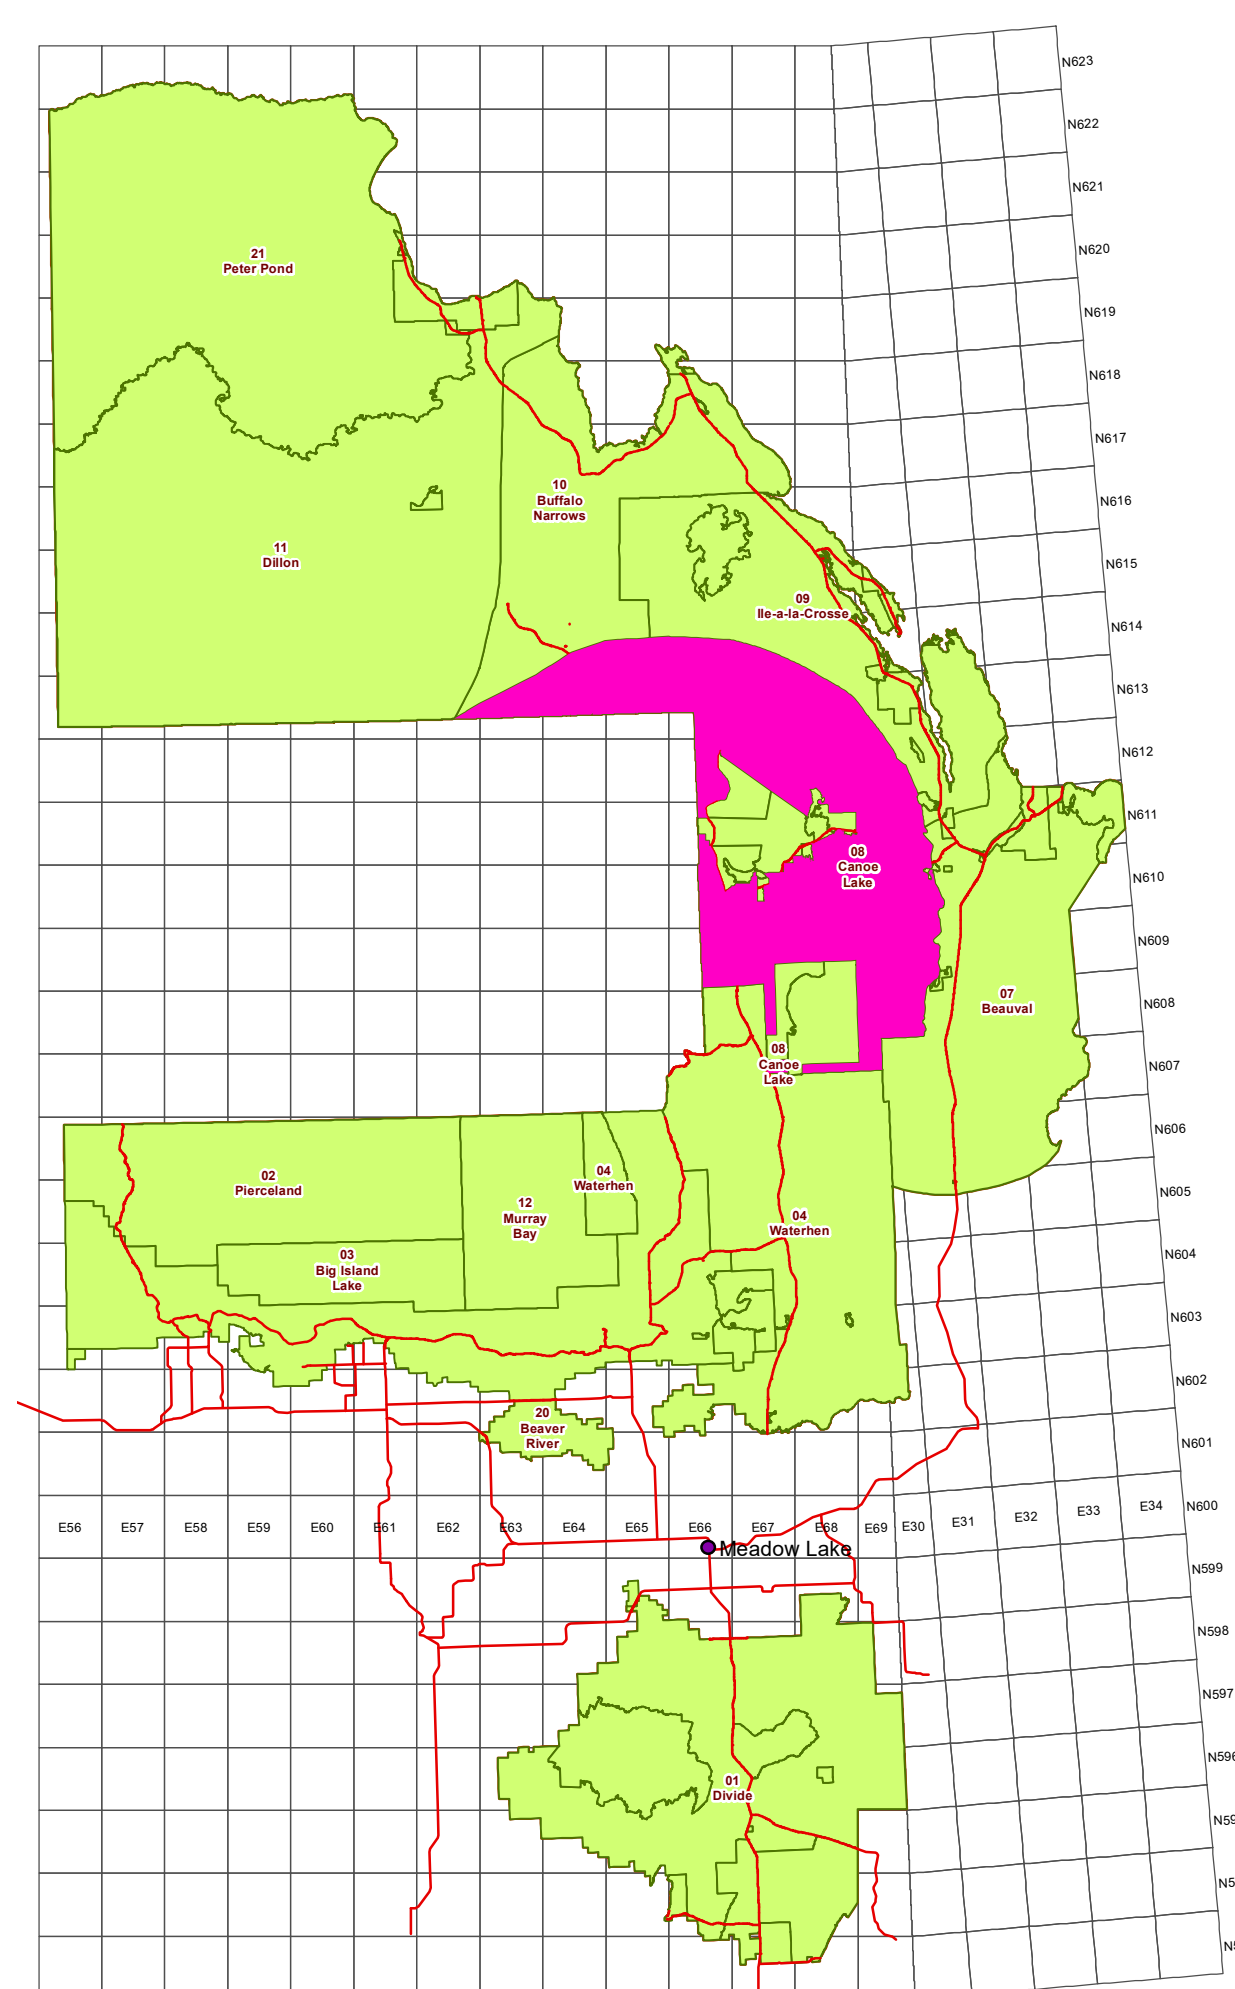 N623
N622
N621
N620
21
Peter Pond
N619
N618
N617
10
Buffalo
Narrows
N616
11
Dillon
N615
09
Ile-a-la-Crosse
N614
N613
N612
N611
08
Canoe
Lake
N610
N609
07
Beauval
N608
08
Canoe
Lake
N607
N606
02
Pierceland
04
Waterhen
12
Murray
Bay
N605
04
Waterhen
N604
03
Big Island
Lake
N603
N602
20
Beaver
River
N601
N600
E56 E57 E58 E59 E60 E61 E62 E63 E64 E65 E66 E67 E68 E69 E30 E31 E32 E33 E34
Meadow Lake
N599
N598
N597
N596
01
Divide
N59
N5
N5